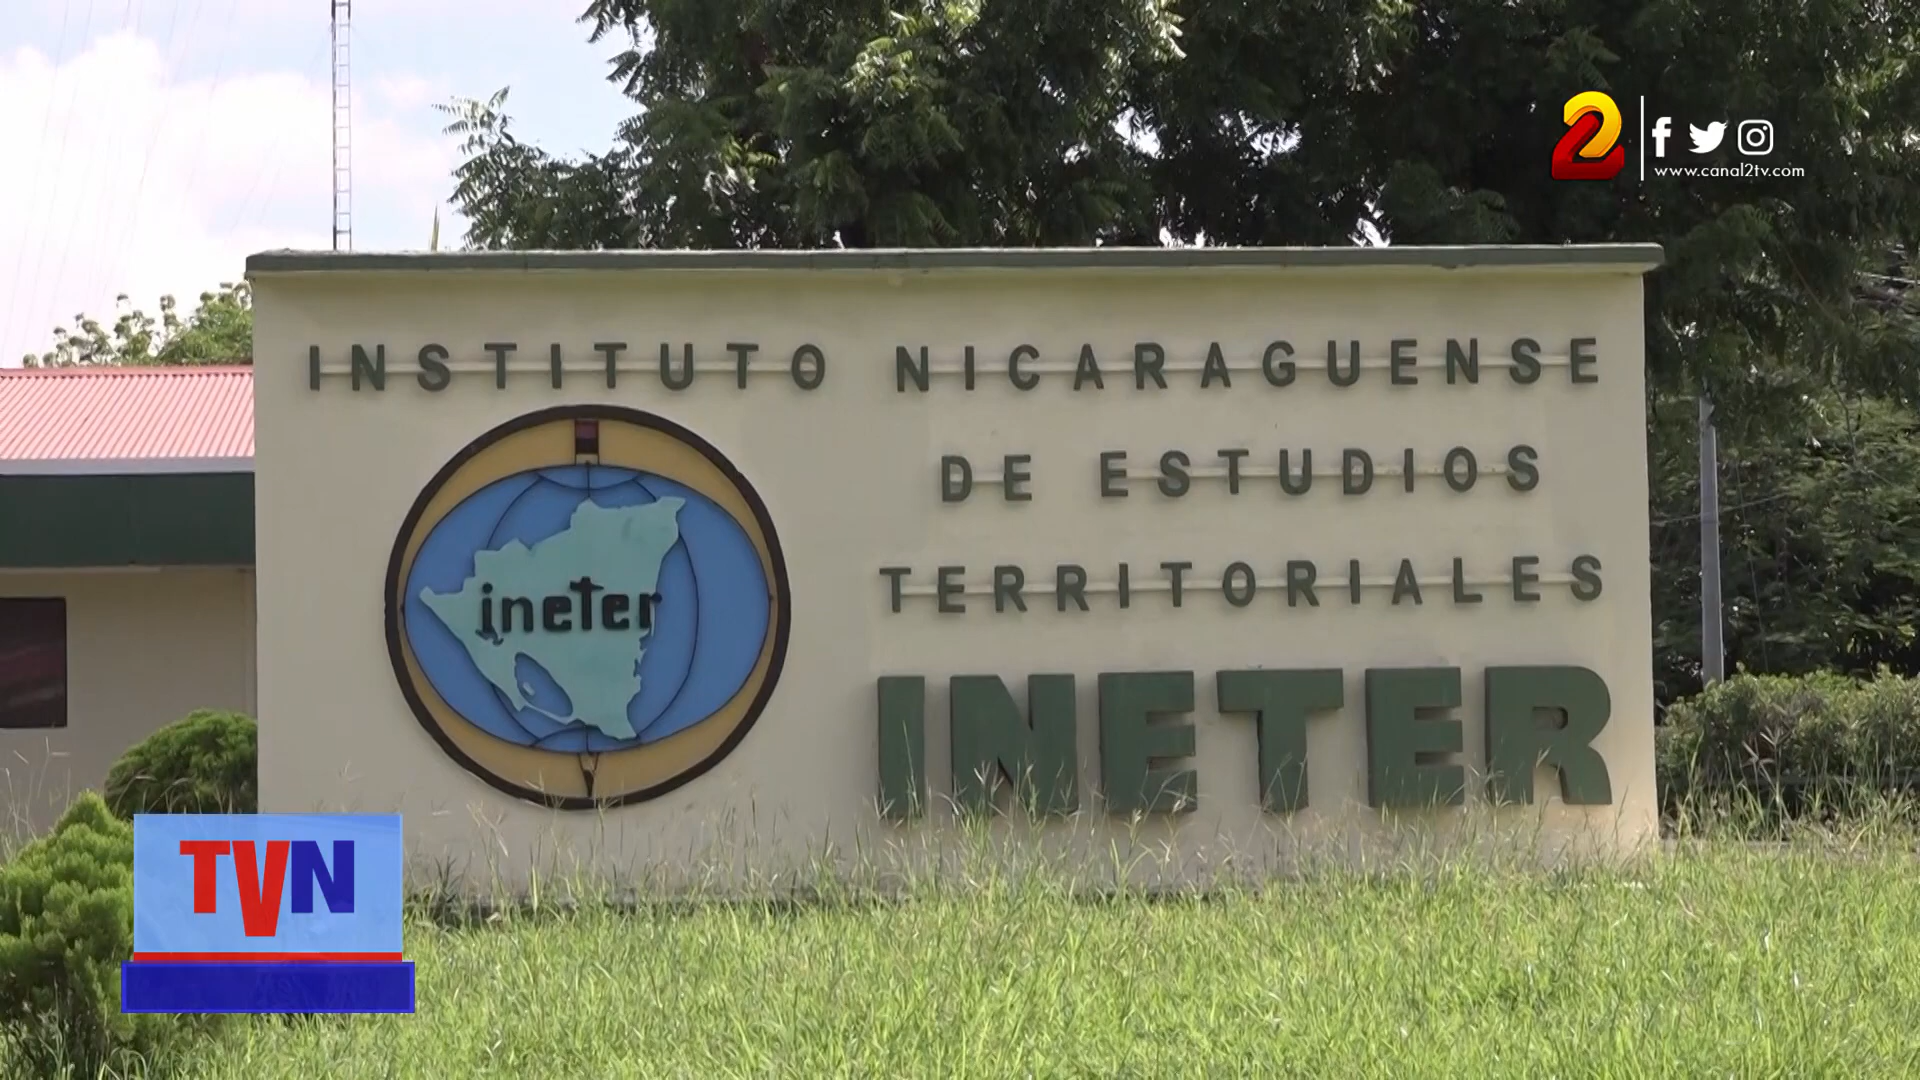 2
www.canal2tv.com
INSTITUTO NICARAGUENSE
DE ESTUDIOS
TERRITORIALES
INETER
ineter
TVN